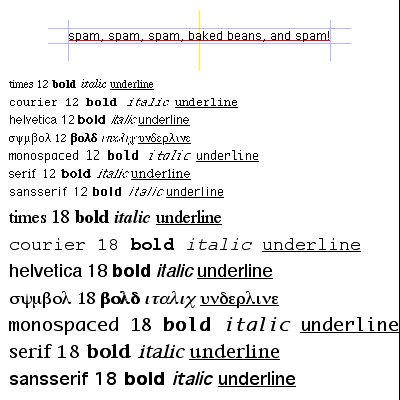 spam, spam, spam, baked beans, and spam!
times 12 bold italic underline
courier 12 bold italic underline
helvetica 12 bold italic underline
σψμβολ 12 βολδ ιταλιχ υνδερλινε
monospaced 12 bold italic underline
serif 12 bold italic underline
sansserif 12 bold italic underline
times 18 bold italic underline
courier 18 bold italic underline
helvetica 18 bold italic underline
σψμβολ 18 βολδ ιταλιχ υνδερλινε
monospaced 18 bold italic underline
serif 18 bold italic underline
sansserif 18 bold italic underline